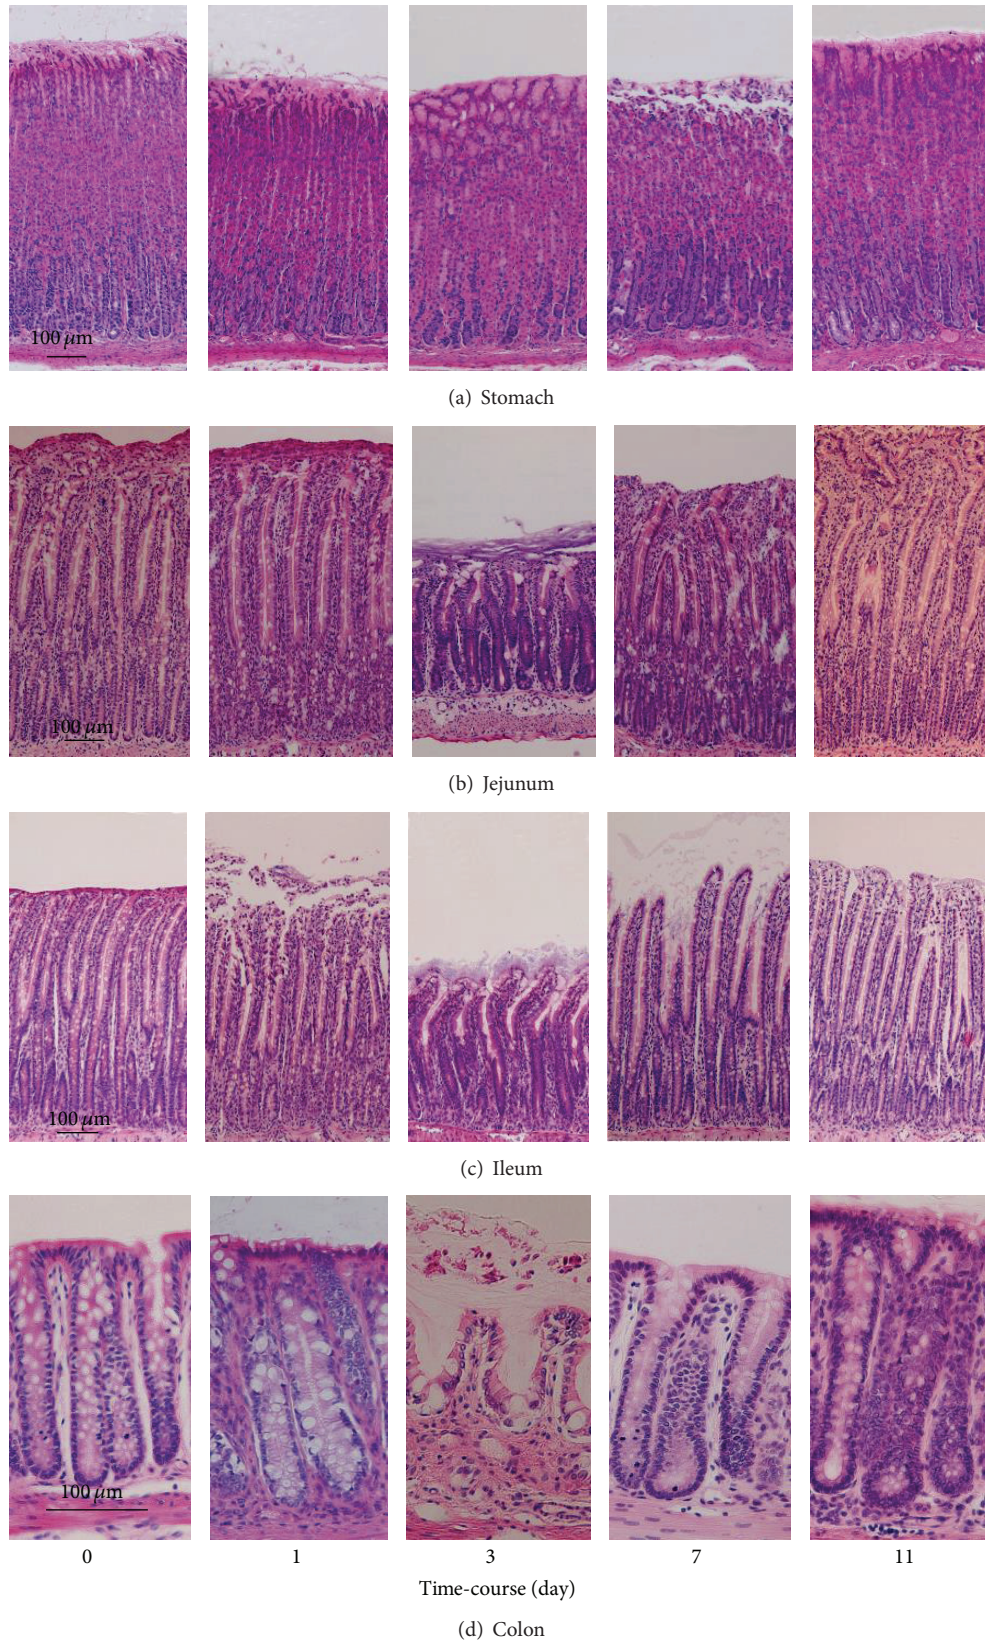 100 μm
(a) Stomach
100 μm
(b) Jejunum
100 μm
(c) Ileum
100 μm
0 1 3 7 11
Time-course (day)
(d) Colon